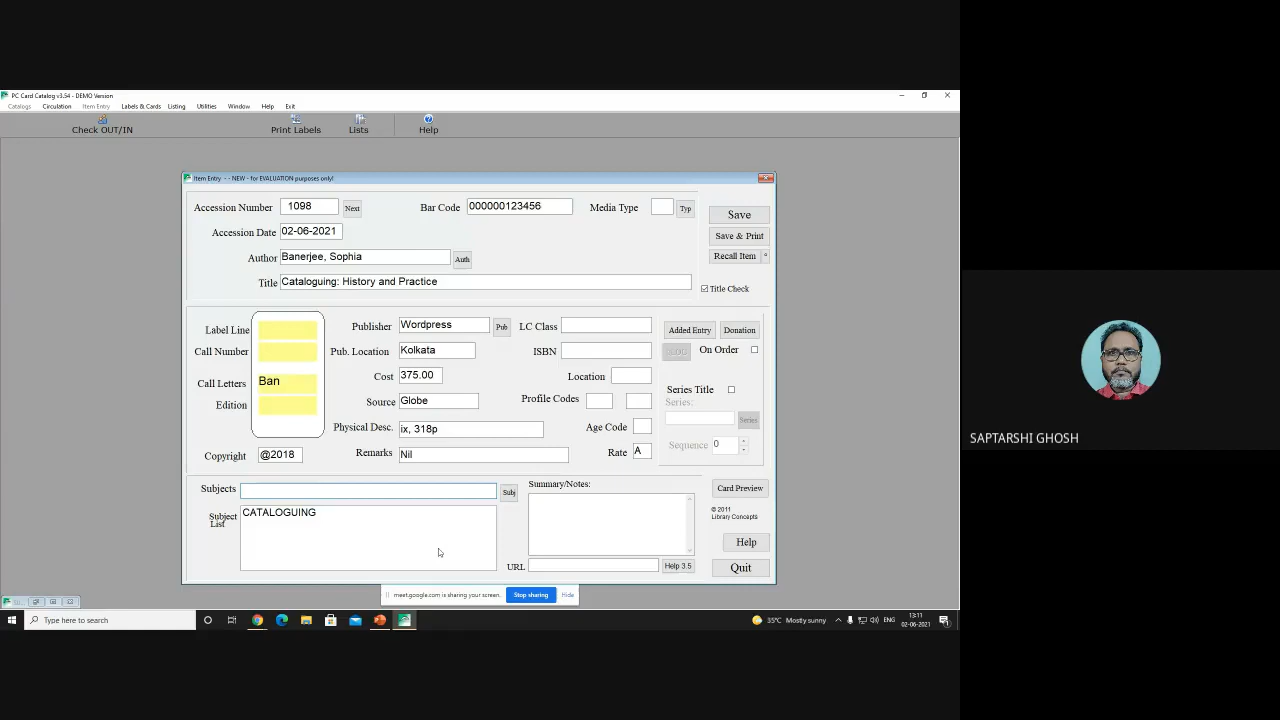 PC Card Catalog v3.54 - DEMO Version
Catalogs Circulation Item Entry Labels & Cards Listing Utilities Window Help Exit
Check OUT/IN Print Labels Lists Help
Item Entry - - NEW - for EVALUATION purposes only!
Accession Number 1098 Next Bar Code 000000123456 Media Type Typ Save
Accession Date 02-06-2021 Save & Print
Author Banerjee, Sophia Auth Recall Item
Title Cataloguing: History and Practice Title Check
Label Line Publisher Wordpress Pub LC Class Added Entry Donation
Call Number Pub. Location Kolkata ISBN On Order
Call Letters Ban Cost 375.00 Location Series Title
Edition Source Globe Profile Codes Series:
Series
Physical Desc. ix, 318p Age Code
Sequence 0
Copyright @2018 Remarks Nil Rate A
Subjects Subj Summary/Notes: Card Preview
Subject List CATALOGUING
© 2011
Library Concepts
Help
URL Help 3.5 Quit
meet.google.com is sharing your screen. Stop sharing Hide
Type here to search 35°C Mostly sunny ENG 13:11
02-06-2021
SAPTARSHI GHOSH